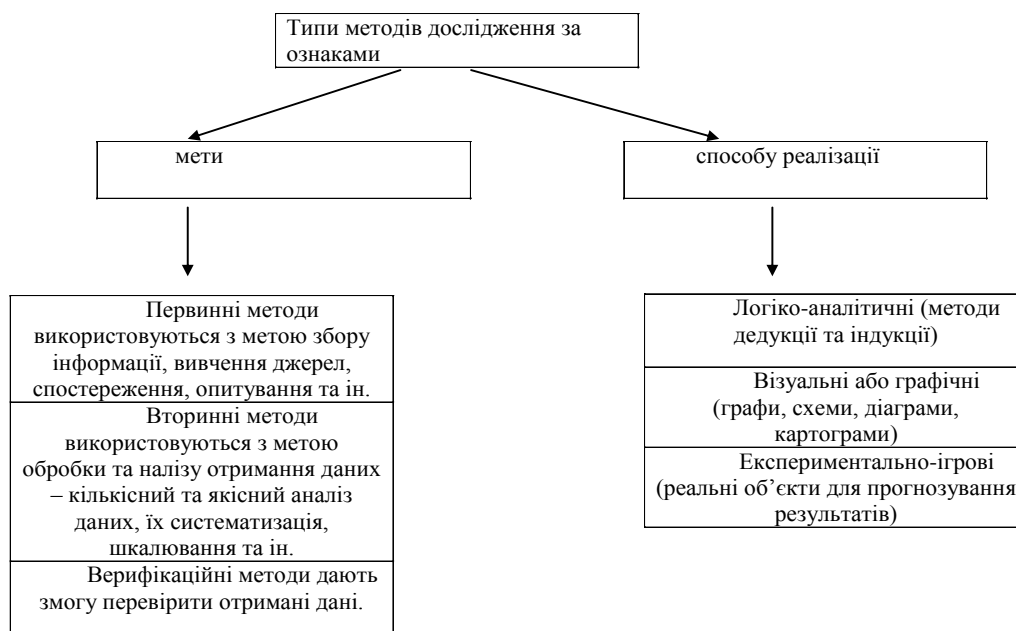 Типи методів дослідження за
ознаками
мети
способу реалізації
Первинні методи
використовуються з метою збору
інформації, вивчення джерел,
спостереження, опитування та ін.
Вторинні методи
використовуються з метою
обробки та налізу отримання даних
– кількісний та якісний аналіз
даних, їх систематизація,
шкалювання та ін.
Верифікаційні методи дають
змогу перевірити отримані дані.
Логіко-аналітичні (методи
дедукції та індукції)
Візуальні або графічні
(графи, схеми, діаграми,
картограми)
Експериментально-ігрові
(реальні об’єкти для прогнозування
результатів)